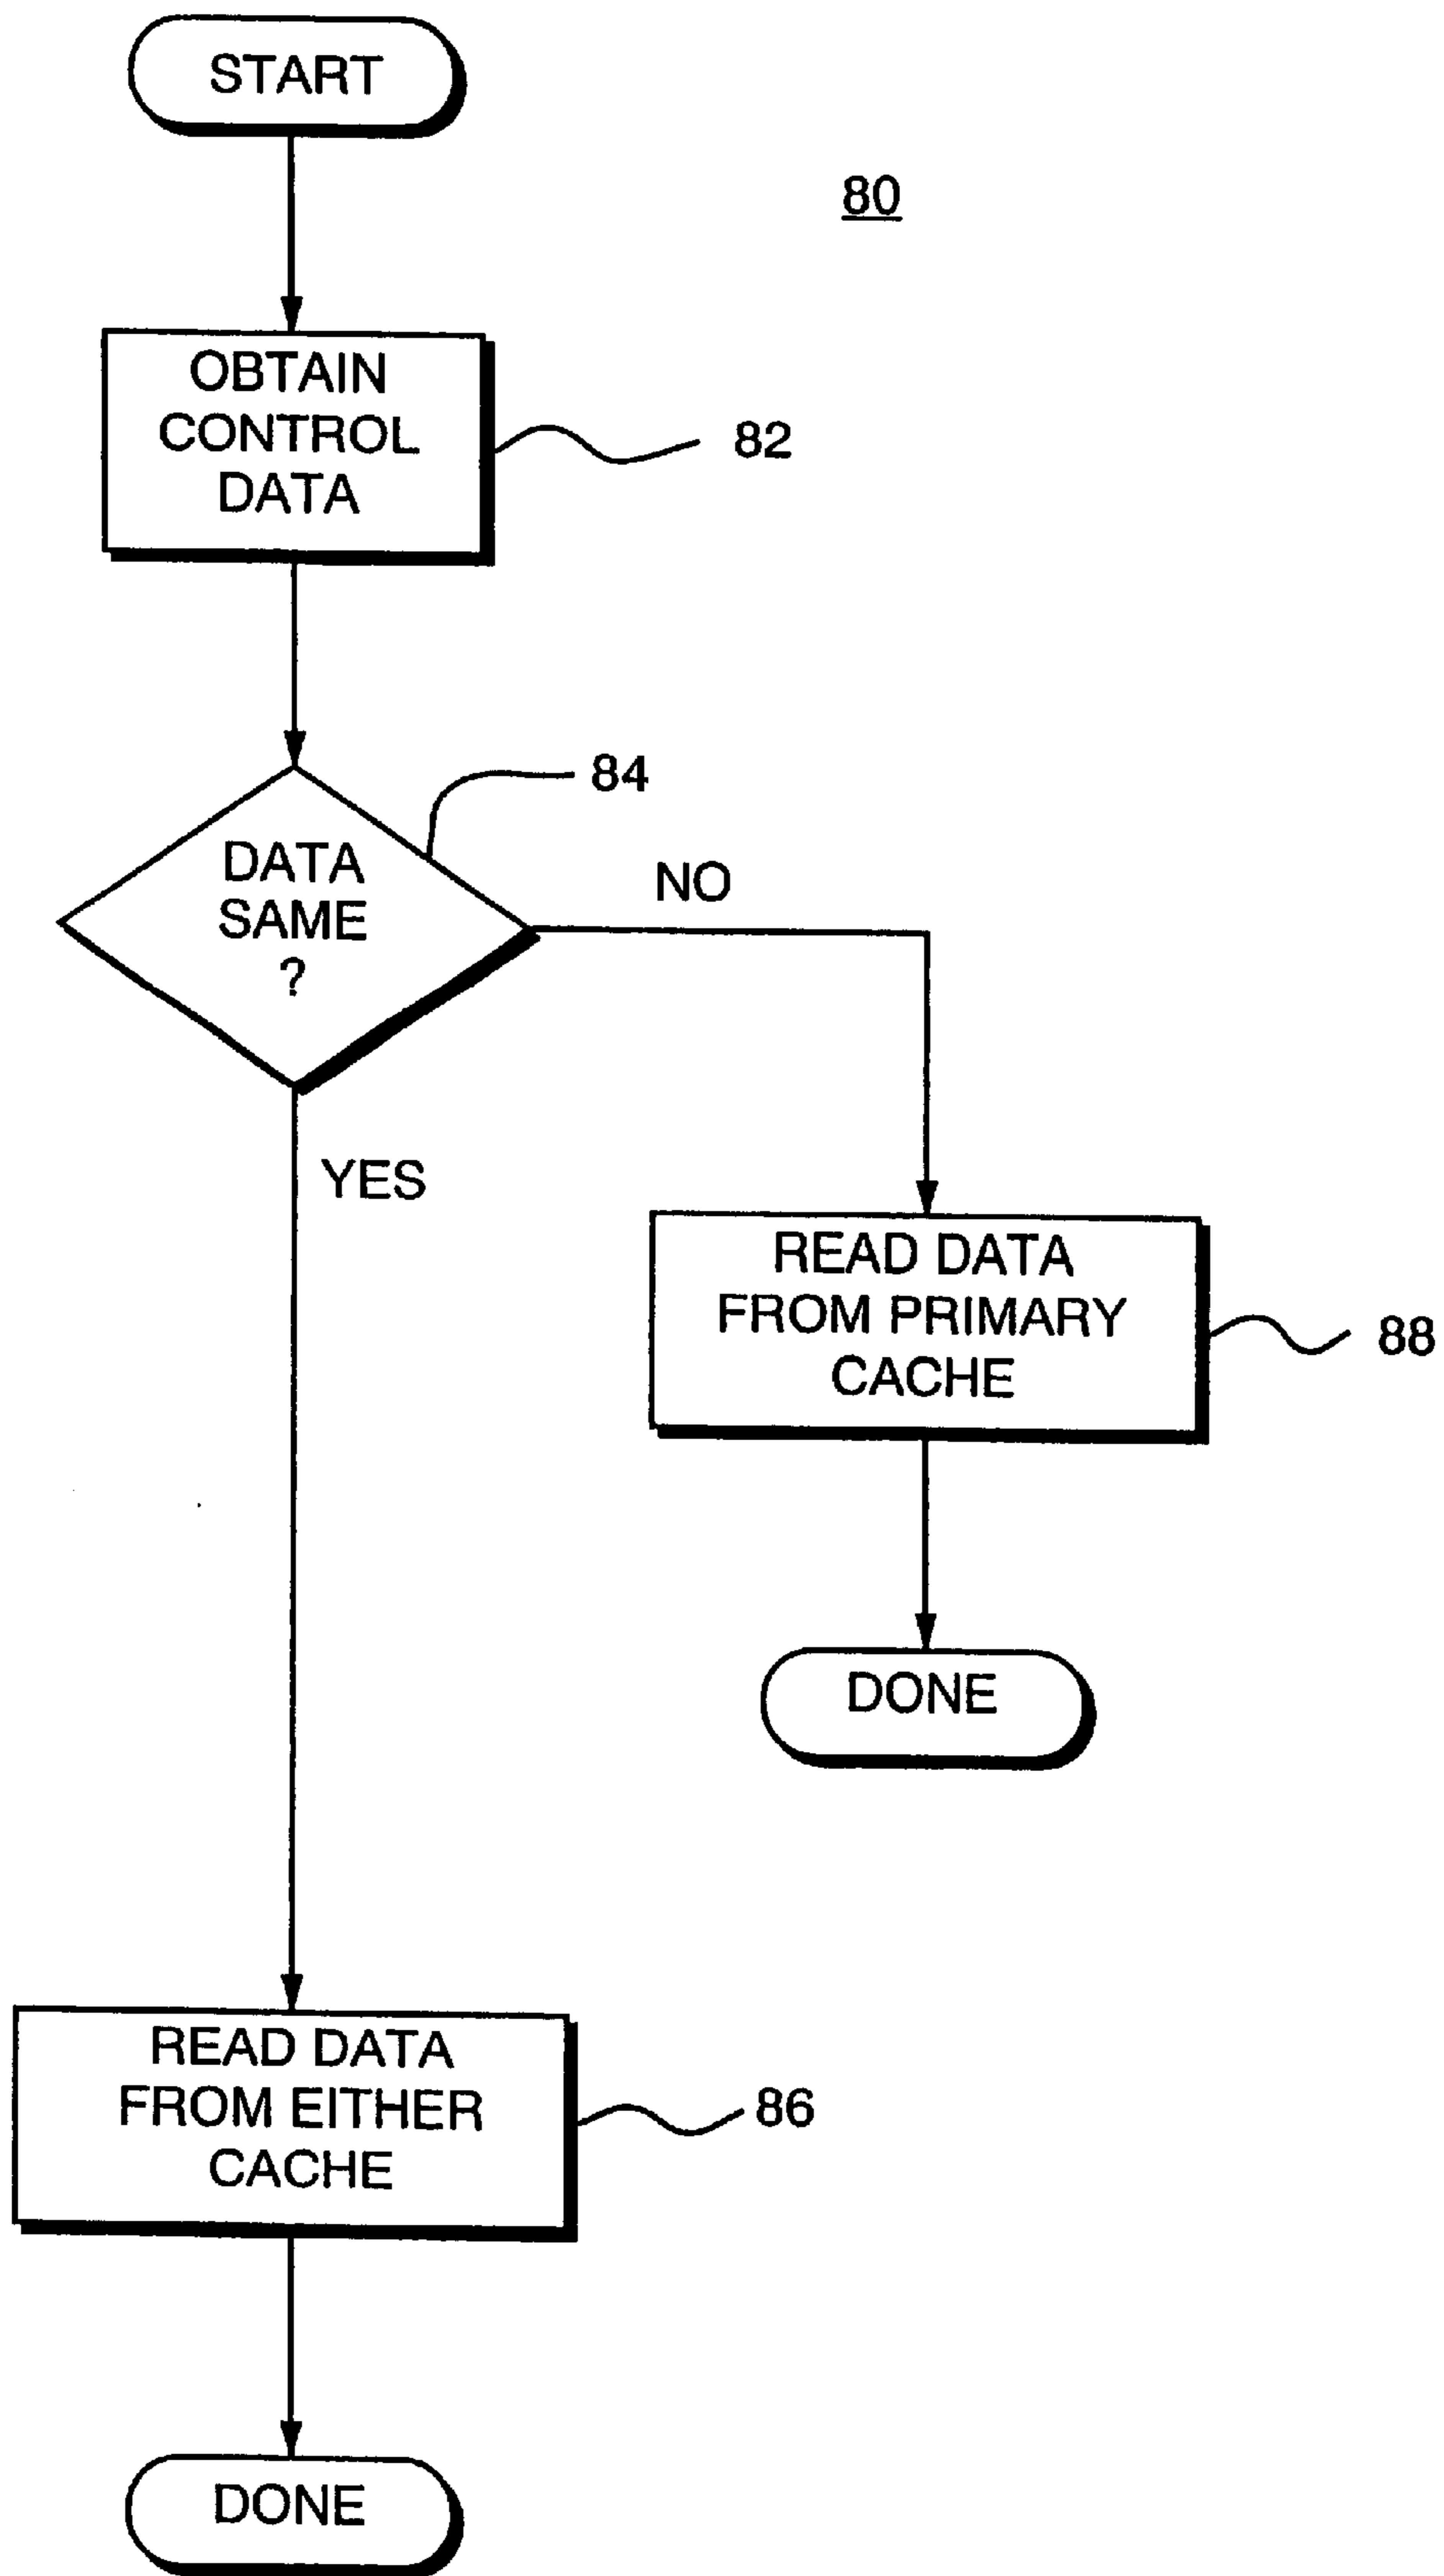 START
80
OBTAIN
CONTROL
DATA
82
84
DATA
SAME
?
NO
YES
READ DATA
FROM PRIMARY
CACHE
88
DONE
READ DATA
FROM EITHER
CACHE
86
DONE